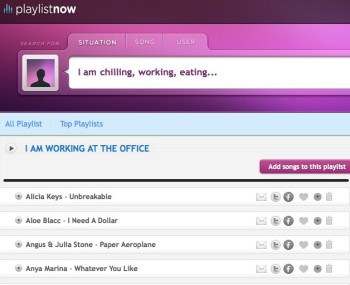 playlistnow
SEARCH FOR SITUATION SONG USER
I am chilling, working, eating...
All Playlist Top Playlists
I AM WORKING AT THE OFFICE
Add songs to this playlist
Alicia Keys - Unbreakable
Aloe Blacc - I Need A Dollar
Angus & Julia Stone - Paper Aeroplane
Anya Marina - Whatever You Like